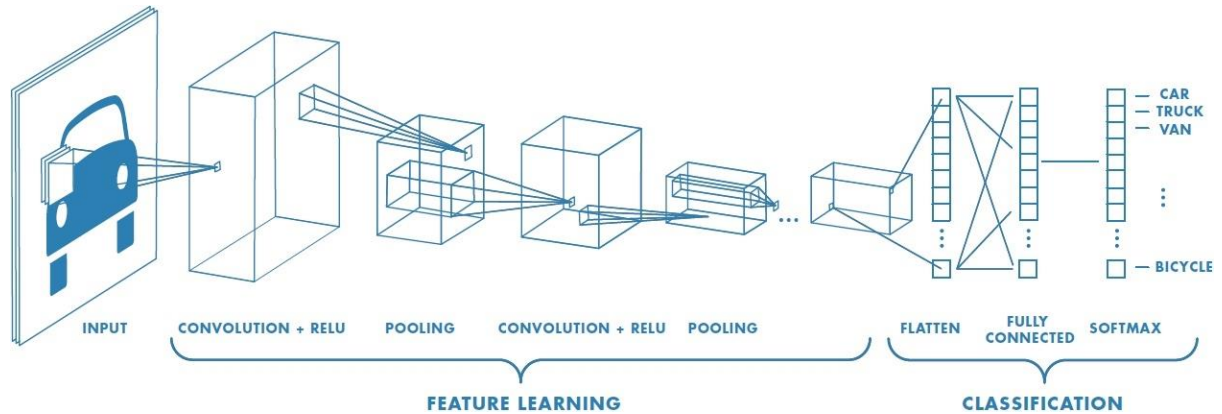 CAR
TRUCK
VAN
BICYCLE
INPUT
CONVOLUTION + RELU
POOLING
CONVOLUTION + RELU
POOLING
FLATTEN
FULLY
CONNECTED
SOFTMAX
FEATURE LEARNING
CLASSIFICATION